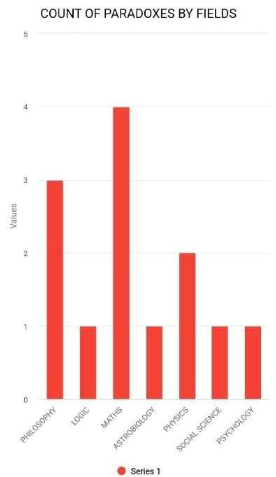 COUNT OF PARADOXES BY FIELDS
5
4
3
2
1
0
Values
PHILOSOPHY
LOGIC
MATHS
ASTROBIOLOGY
PHYSICS
SOCIAL SCIENCE
PSYCHOLOGY
Series 1